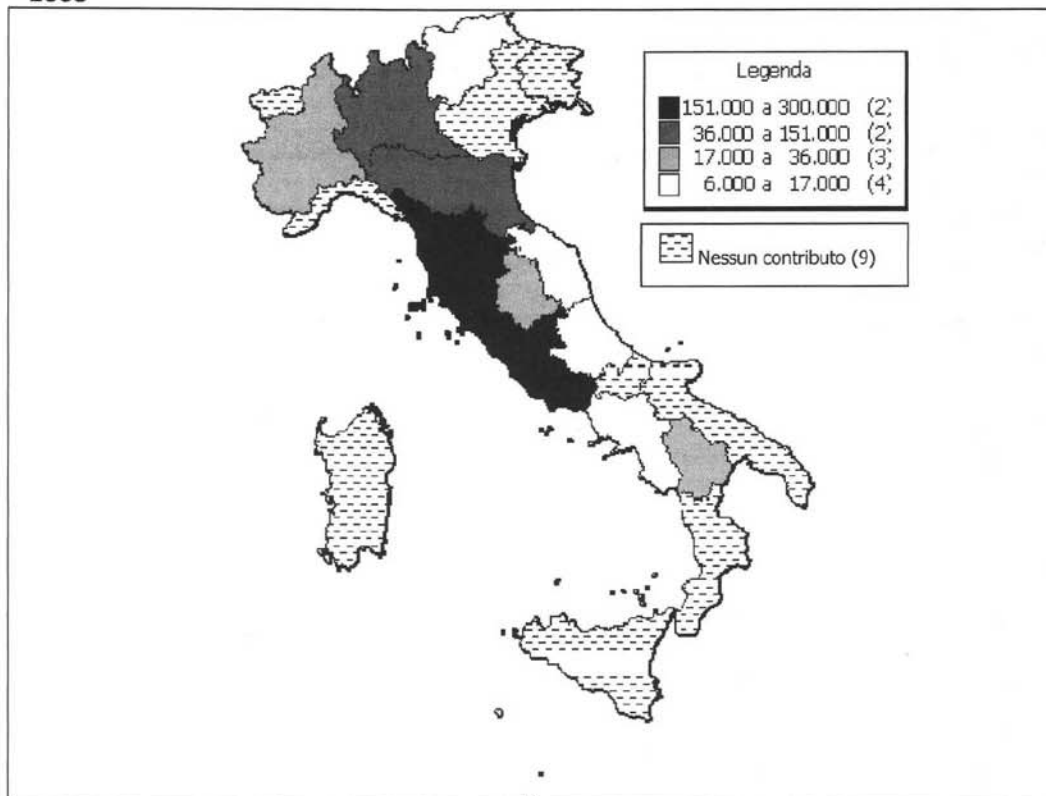 Legenda
151.000 a 300.000 (2)
36.000 a 151.000 (2)
17.000 a 36.000 (3)
6.000 a 17.000 (4)
Nessun contributo (9)